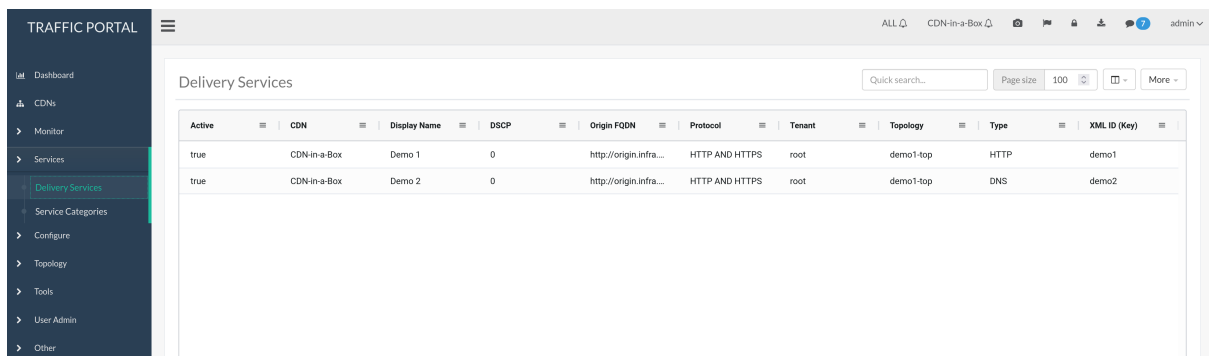 TRAFFIC PORTAL
ALL CDN-in-a-Box 7 admin
Dashboard
CDNs
Monitor
Services
Delivery Services
Service Categories
Configure
Topology
Tools
User Admin
Other
Delivery Services
Quick search... Page size 100 More
Active CDN Display Name DSCP Origin FQDN Protocol Tenant Topology Type XML ID (Key)
true CDN-in-a-Box Demo 1 0 http://origin.infra.... HTTP AND HTTPS root demo1-top HTTP demo1
true CDN-in-a-Box Demo 2 0 http://origin.infra.... HTTP AND HTTPS root demo1-top DNS demo2